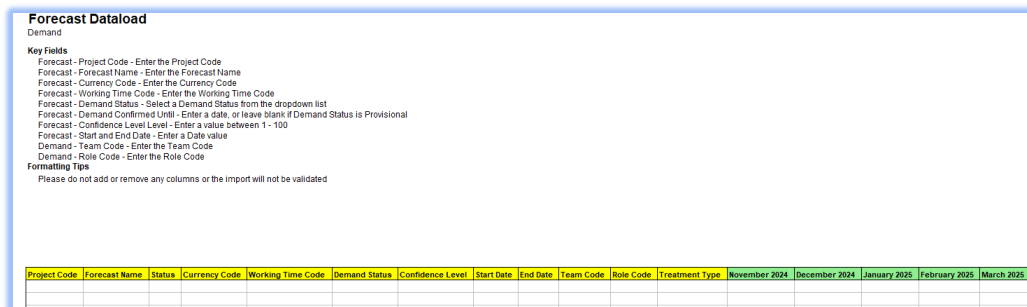 Forecast Dataload
Demand
Key Fields
Forecast - Project Code - Enter the Project Code
Forecast - Forecast Name - Enter the Forecast Name
Forecast - Currency Code - Enter the Currency Code
Forecast - Working Time Code - Enter the Working Time Code
Forecast - Demand Status - Select a Demand Status from the dropdown list
Forecast - Demand Confirmed Until - Enter a date, or leave blank if Demand Status is Provisional
Forecast - Confidence Level Level - Enter a value between 1 - 100
Forecast - Start and End Date - Enter a Date value
Demand - Team Code - Enter the Team Code
Demand - Role Code - Enter the Role Code
Formatting Tips
Please do not add or remove any columns or the import will not be validated
Project Code Forecast Name Status Currency Code Working Time Code Demand Status Confidence Level Start Date End Date Team Code Role Code Treatment Type November 2024 December 2024 January 2025 February 2025 March 2025